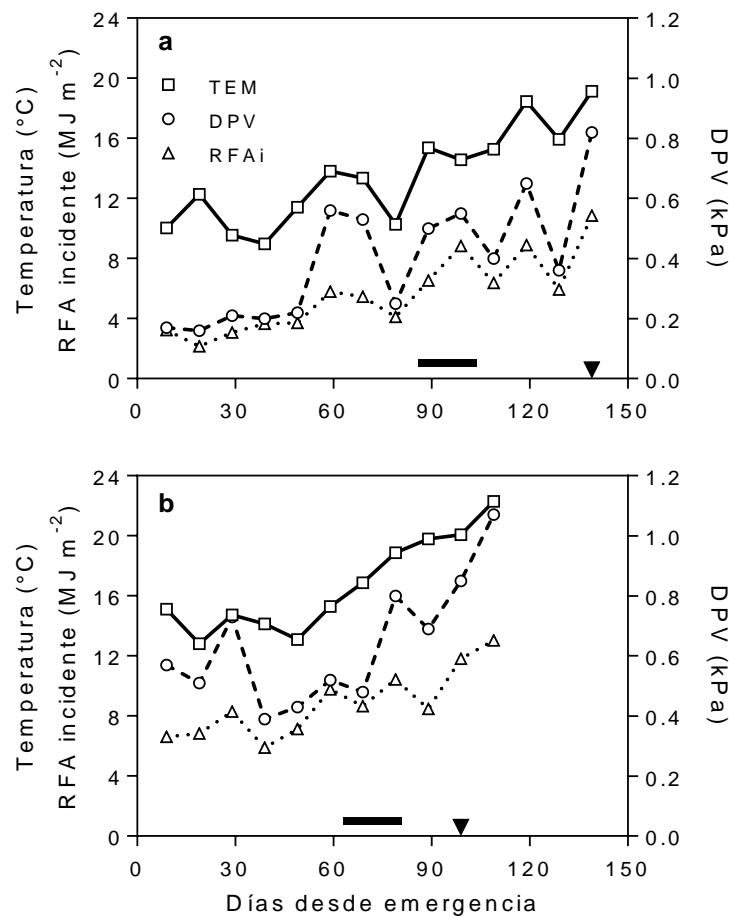 a
TEM
DPV
RFAi
Temperatura (°C)
RFA incidente (MJ m-2)
24
20
16
12
8
4
0
1.2
1.0
0.8
0.6
0.4
0.2
0.0
DPV (kPa)
0 30 60 90 120 150
b
Temperatura (°C)
RFA incidente (MJ m-2)
24
20
16
12
8
4
0
1.2
1.0
0.8
0.6
0.4
0.2
0.0
DPV (kPa)
0 30 60 90 120 150
Días desde emergencia